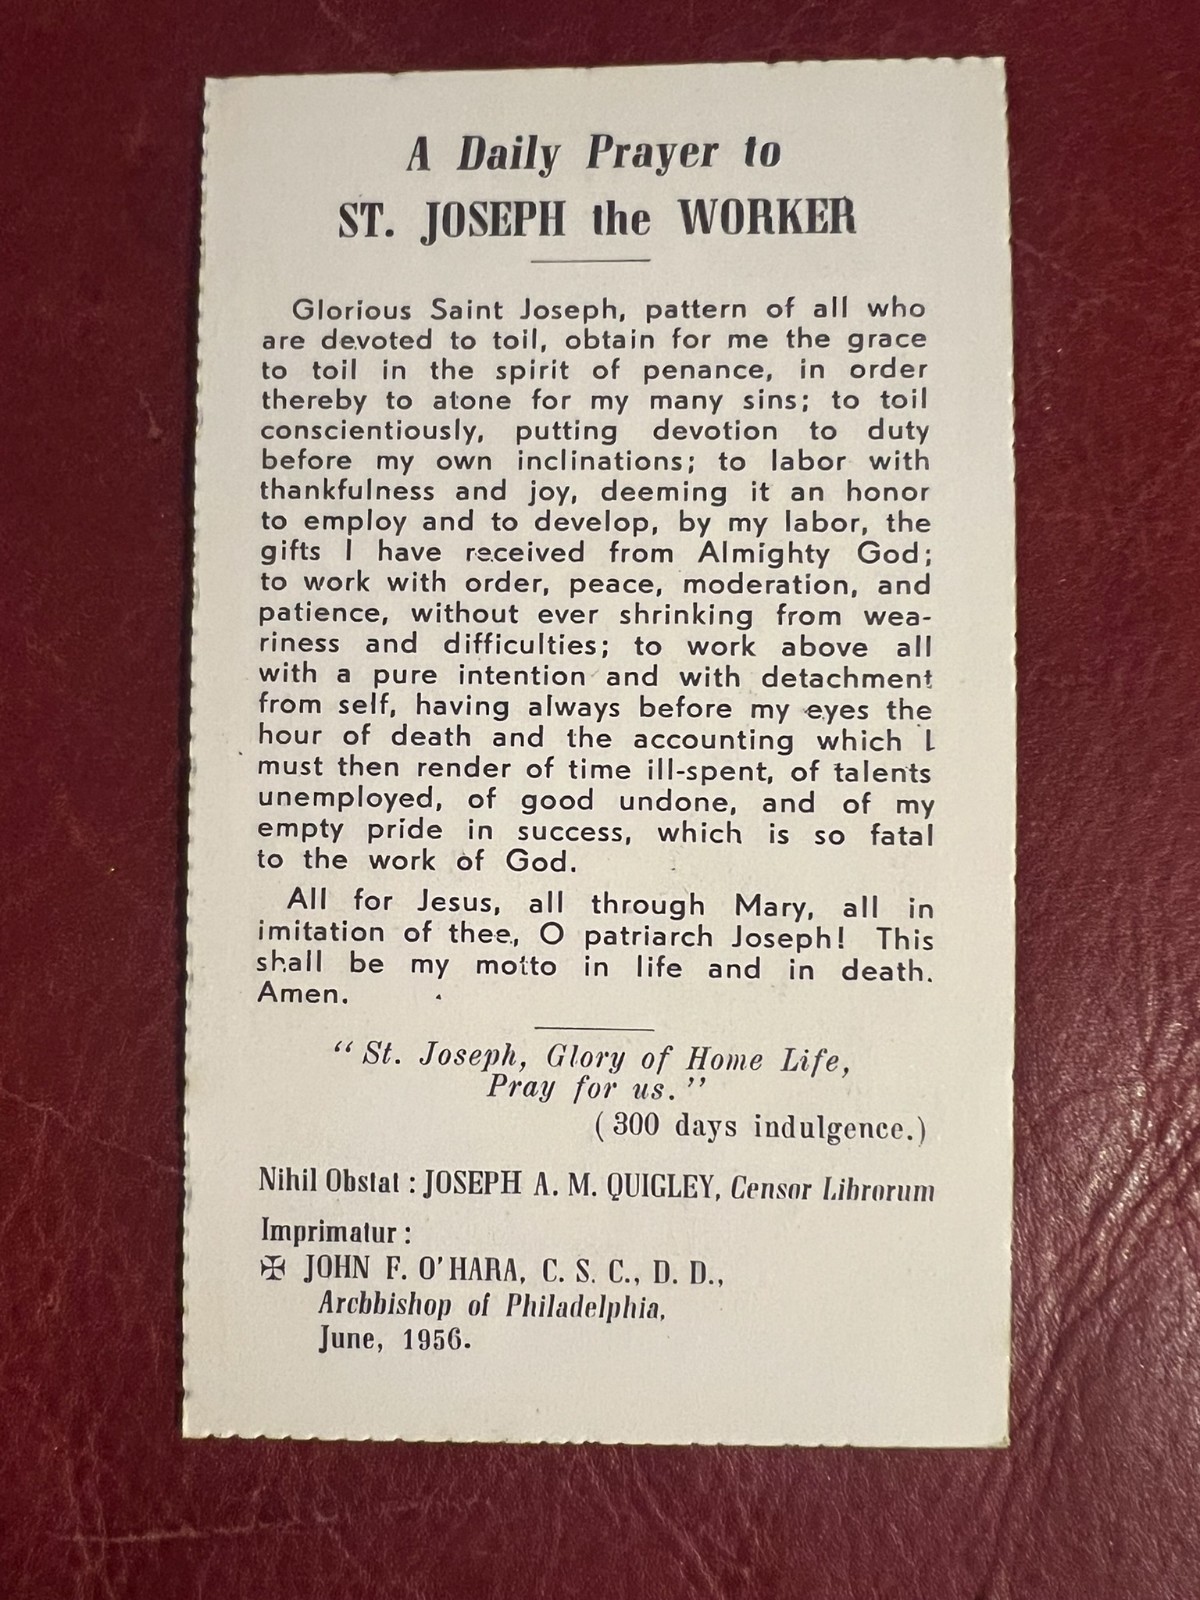 A Daily Prayer to
ST. JOSEPH the WORKER
Glorious Saint Joseph, pattern of all who
are devoted to toil, obtain for me the grace
to toil in the spirit of penance, in order
thereby to atone for my many sins; to toil
conscientiously, putting devotion to duty
before my own inclinations; to labor with
thankfulness and joy, deeming it an honor
to employ and to develop, by my labor, the
gifts I have received from Almighty God;
to work with order, peace, moderation, and
patience, without ever shrinking from wea-
riness and difficulties; to work above all
with a pure intention and with detachment
from self, having always before my eyes the
hour of death and the accounting which I
must then render of time ill-spent, of talents
unemployed, of good undone, and of my
empty pride in success, which is so fatal
to the work of God.
All for Jesus, all through Mary, all in
imitation of thee, O patriarch Joseph! This
shall be my motto in life and in death.
Amen.
“St. Joseph, Glory of Home Life,
Pray for us.”
(300 days indulgence.)
Nihil Obstat : JOSEPH A. M. QUIGLEY, Censor Librorum
Imprimatur :
✠ JOHN F. O'HARA, C. S. C., D. D.,
Archbishop of Philadelphia,
June, 1956.